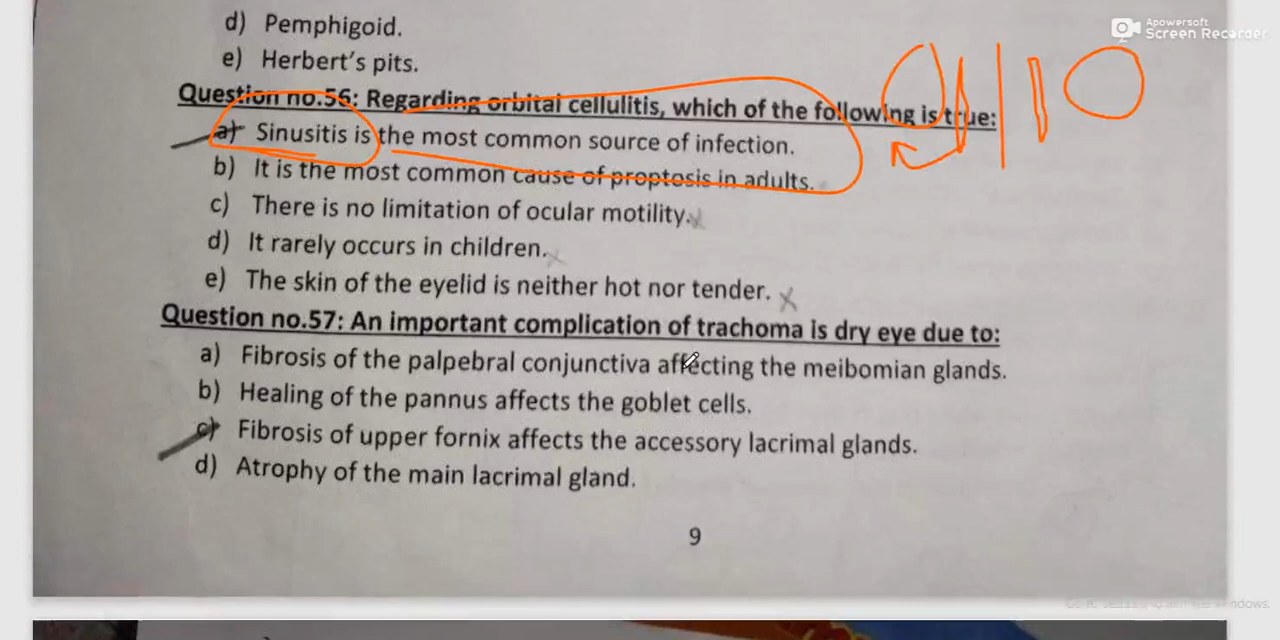 d) Pemphigoid.
Apowersoft
Screen Recorder
e) Herbert's pits.
Question no.56: Regarding orbital cellulitis, which of the following is true:
a) Sinusitis is the most common source of infection.
b) It is the most common cause of proptosis in adults.
c) There is no limitation of ocular motility.
d) It rarely occurs in children.
e) The skin of the eyelid is neither hot nor tender.
Question no.57: An important complication of trachoma is dry eye due to:
a) Fibrosis of the palpebral conjunctiva affecting the meibomian glands.
b) Healing of the pannus affects the goblet cells.
c) Fibrosis of upper fornix affects the accessory lacrimal glands.
d) Atrophy of the main lacrimal gland.
9